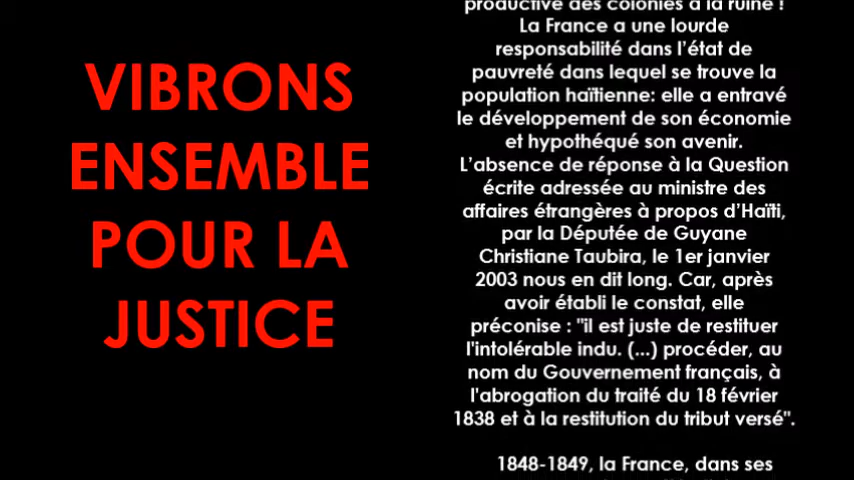 VIBRONS
ENSEMBLE
POUR LA
JUSTICE
productive des colonies à la ruine !
La France a une lourde
responsabilité dans l’état de
pauvreté dans lequel se trouve la
population haïtienne: elle a entravé
le développement de son économie
et hypothéqué son avenir.
L’absence de réponse à la Question
écrite adressée au ministre des
affaires étrangères à propos d’Haïti,
par la Députée de Guyane
Christiane Taubira, le 1er janvier
2003 nous en dit long. Car, après
avoir établi le constat, elle
préconise : "il est juste de restituer
l'intolérable indu. (...) procéder, au
nom du Gouvernement français, à
l'abrogation du traité du 18 février
1838 et à la restitution du tribut versé".
1848-1849, la France, dans ses